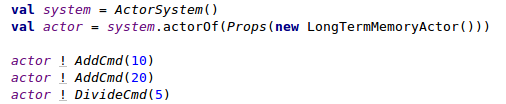 val system = ActorSystem()
val actor = system.actorOf(Props(new LongTermMemoryActor()))
actor ! AddCmd(10)
actor ! AddCmd(20)
actor ! DivideCmd(5)